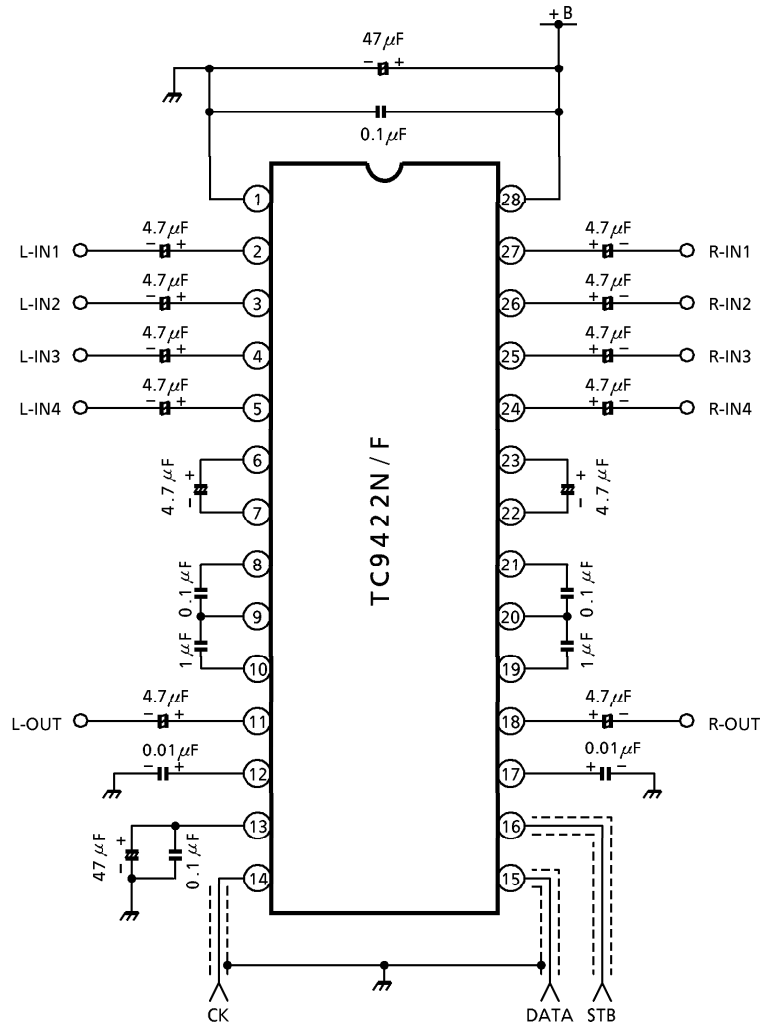 +B
47μF
− +
0.1μF
1
28
4.7μF
4.7μF
L-IN1
− +
2
27
+ −
R-IN1
4.7μF
4.7μF
L-IN2
− +
3
26
+ −
R-IN2
4.7μF
4.7μF
L-IN3
− +
4
25
+ −
R-IN3
4.7μF
4.7μF
L-IN4
− +
5
24
+ −
R-IN4
TC9422N/F
4.7μF
+
−
6
7
23
22
+
−
4.7μF
0.1μF
1μF
8
9
10
21
20
19
0.1μF
1μF
4.7μF
4.7μF
L-OUT
− +
11
18
+ −
R-OUT
0.01μF
0.01μF
− +
12
17
+ −
47μF
+
−
0.1μF
13
16
14
15
CK
DATA
STB